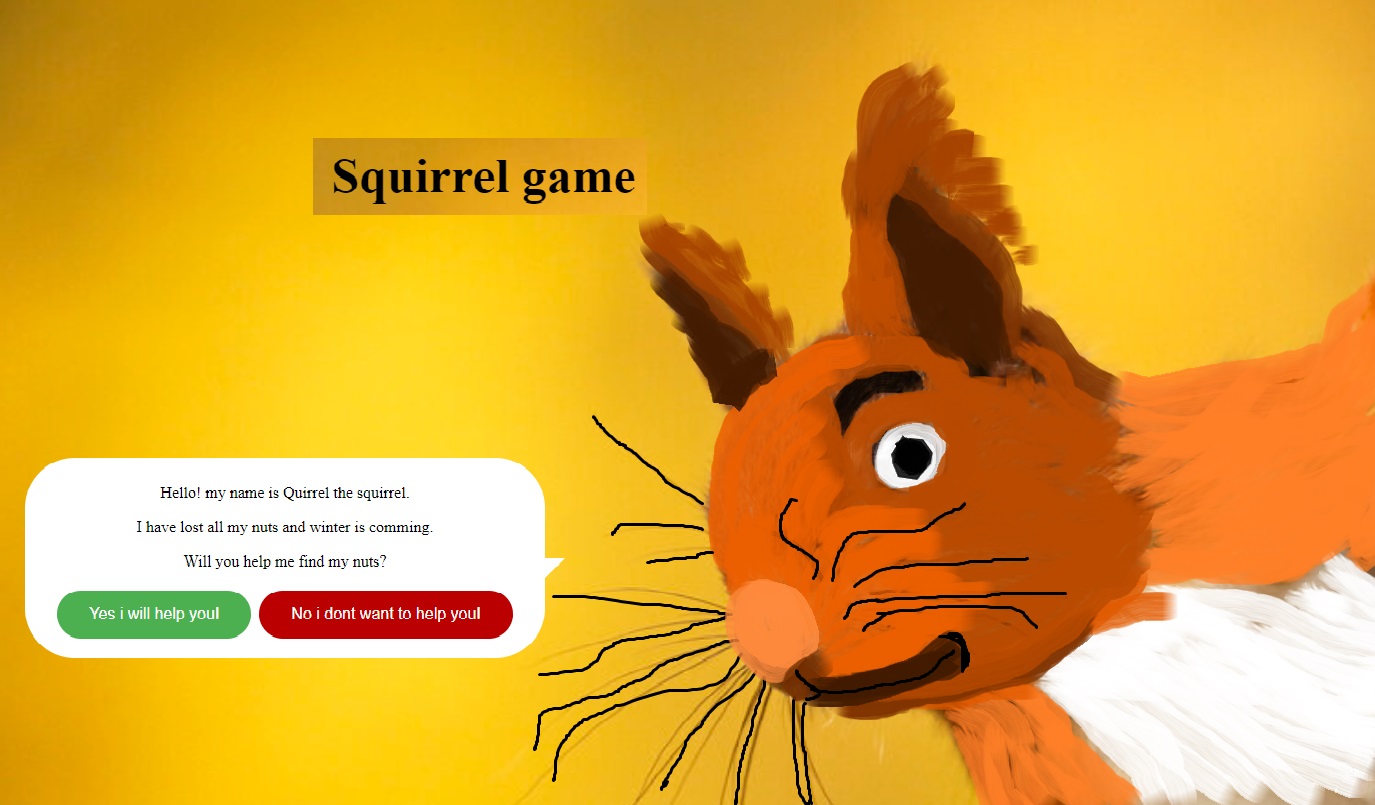 Squirrel game
Hello! my name is Quirrel the squirrel.
I have lost all my nuts and winter is comming.
Will you help me find my nuts?
Yes i will help you!
No i dont want to help you!